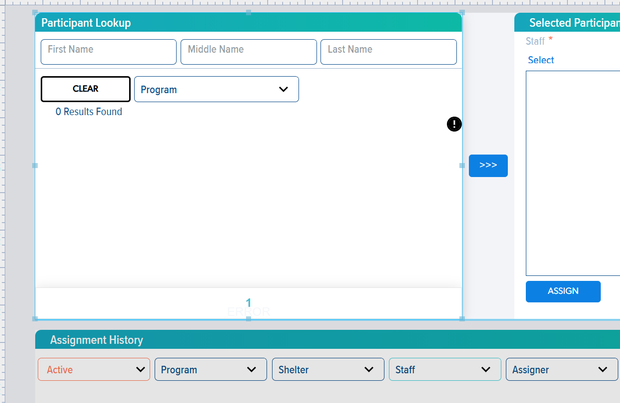 Participant Lookup
First Name Middle Name Last Name
CLEAR Program
0 Results Found
1
Selected Participan
Staff *
Select
>>>
ASSIGN
Assignment History
Active Program Shelter Staff Assigner